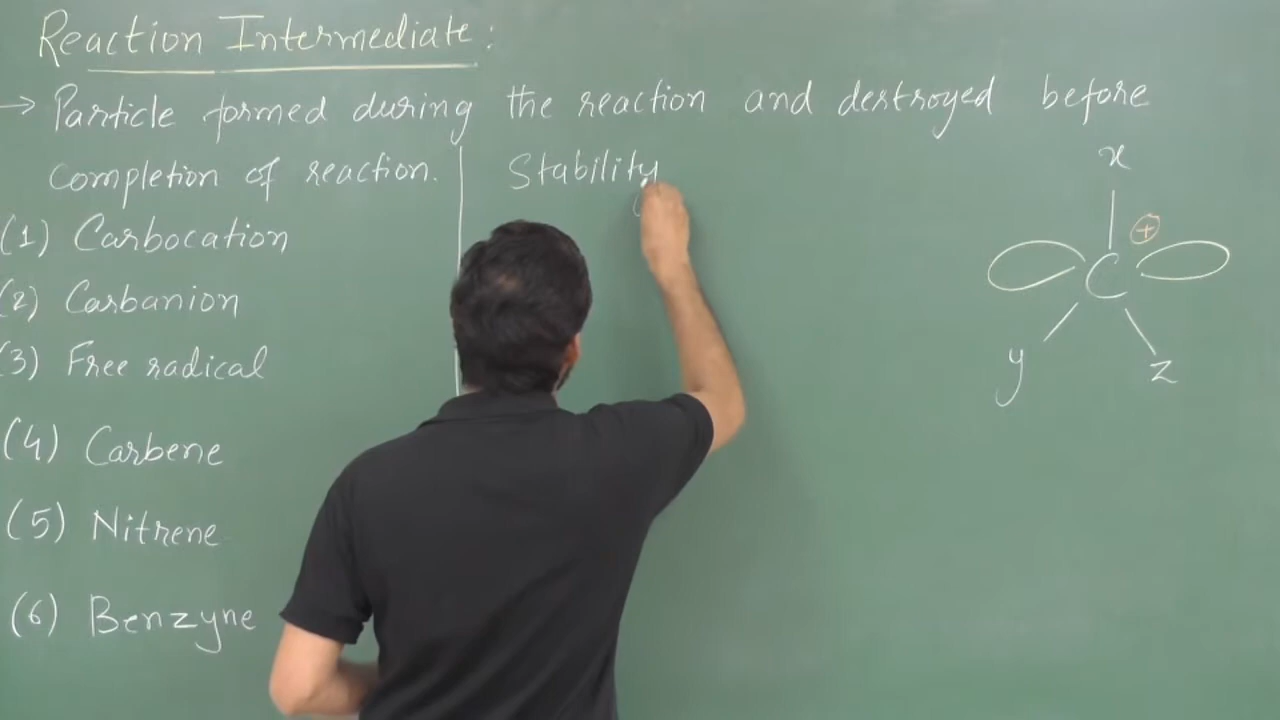 Reaction Intermediate:
→ Particle formed during the reaction and destroyed before
completion of reaction.
(1) Carbocation
(2) Carbanion
(3) Free radical
(4) Carbene
(5) Nitrene
(6) Benzyne
Stability
x
+
C
y z